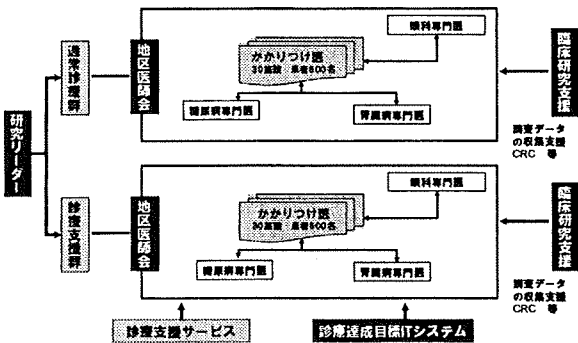 研究リーダー
通常診療群
地区医師会
かかりつけ医
30施設 患者600名
眼科専門医
糖尿病専門医
腎臓病専門医
臨床研究支援
調査データ
の収集支援
CRC 等
診療支援群
地区医師会
かかりつけ医
30施設 患者600名
眼科専門医
糖尿病専門医
腎臓病専門医
臨床研究支援
調査データ
の収集支援
CRC 等
診療支援サービス
診療達成目標ITシステム